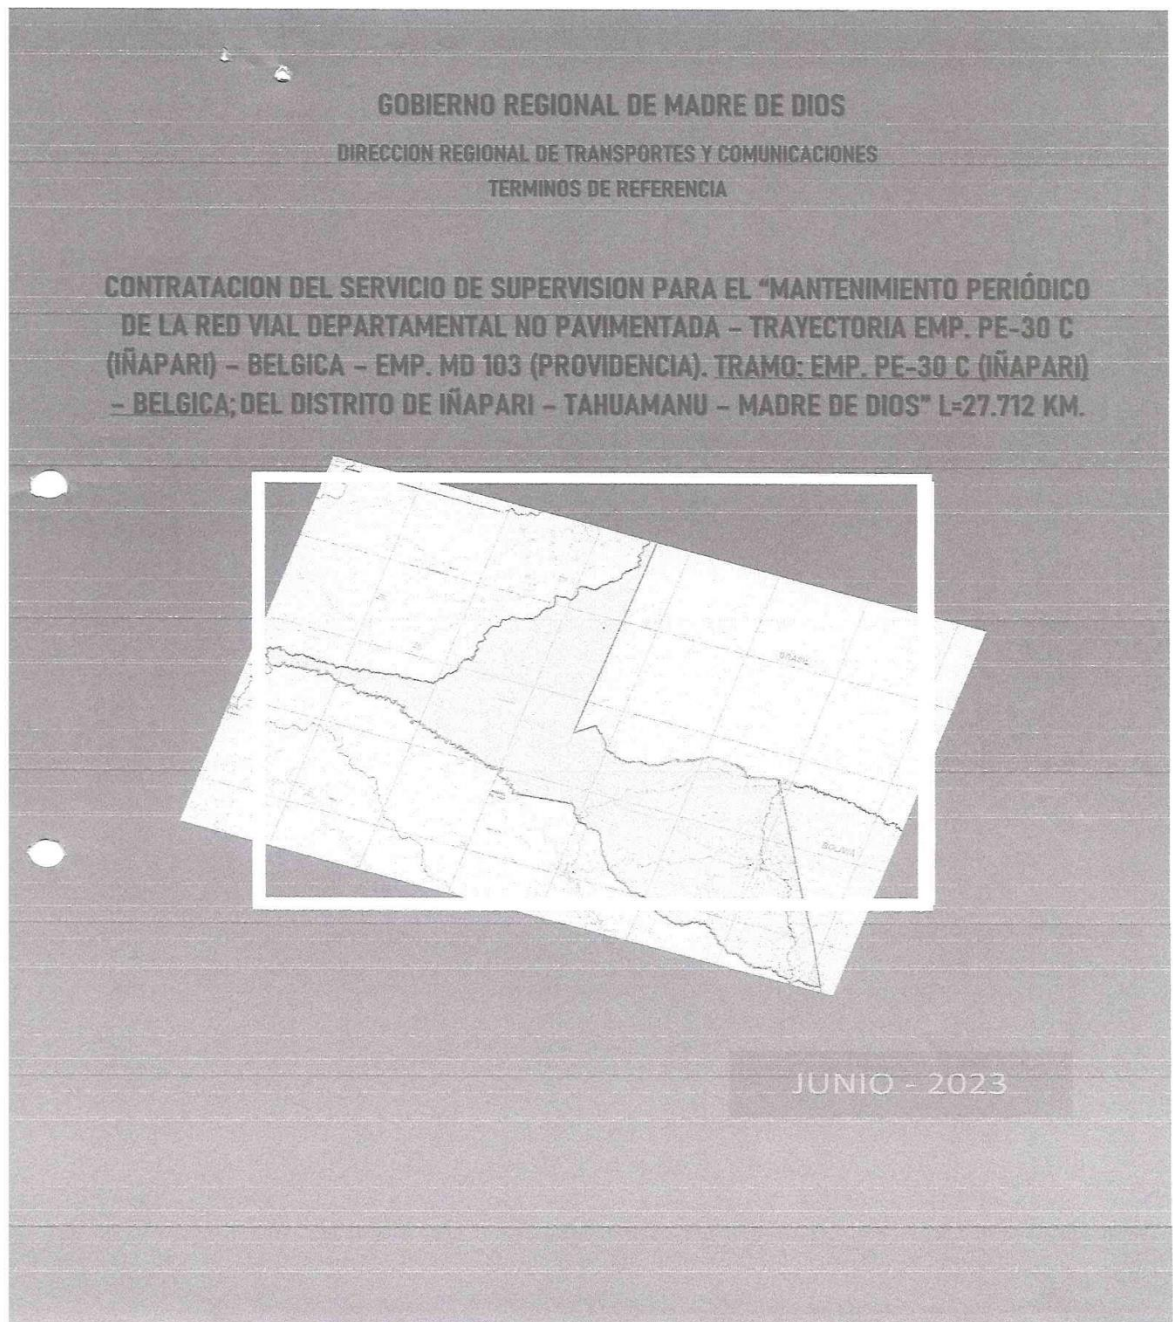 GOBIERNO REGIONAL DE MADRE DE DIOS
DIRECCION REGIONAL DE TRANSPORTES Y COMUNICACIONES
TERMINOS DE REFERENCIA
CONTRATACION DEL SERVICIO DE SUPERVISION PARA EL “MANTENIMIENTO PERIÓDICO
DE LA RED VIAL DEPARTAMENTAL NO PAVIMENTADA – TRAYECTORIA EMP. PE-30 C
(IÑAPARI) – BELGICA – EMP. MD 103 (PROVIDENCIA). TRAMO: EMP. PE-30 C (IÑAPARI)
– BELGICA; DEL DISTRITO DE IÑAPARI – TAHUAMANU – MADRE DE DIOS” L=27.712 KM.
BRASIL
BOLIVIA
JUNIO - 2023